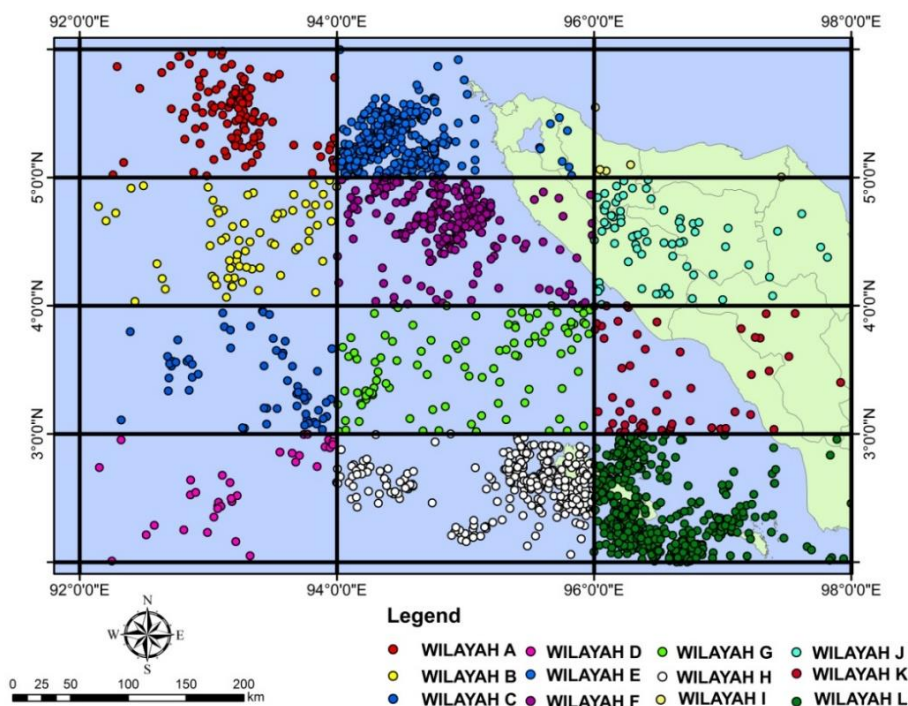 92°0'0"E 94°0'0"E 96°0'0"E 98°0'0"E
5°0'0"N 5°0'0"N
4°0'0"N 4°0'0"N
3°0'0"N 3°0'0"N
92°0'0"E 94°0'0"E 96°0'0"E 98°0'0"E
N
W E
S
0 25 50 100 150 200
km
Legend
WILAYAH A WILAYAH D WILAYAH G WILAYAH J
WILAYAH B WILAYAH E WILAYAH H WILAYAH K
WILAYAH C WILAYAH F WILAYAH I WILAYAH L